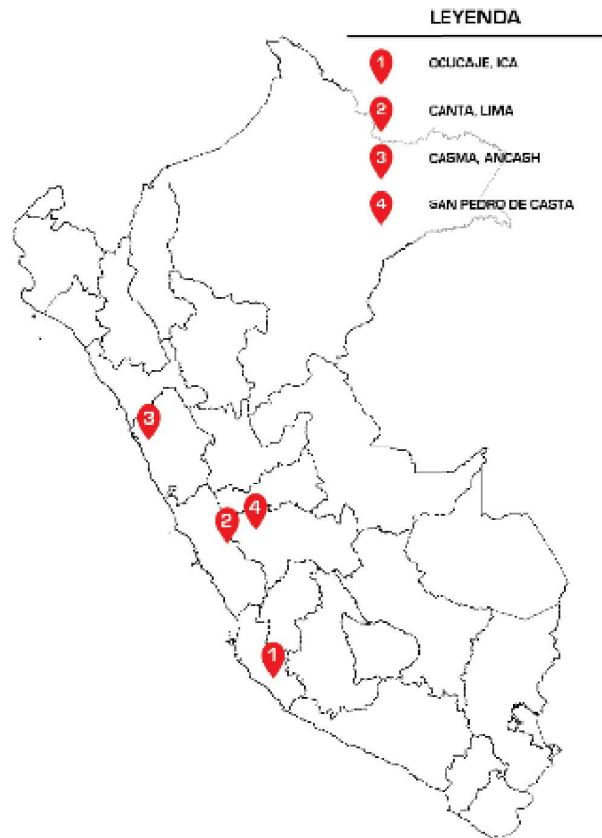 LEYENDA
1 OCUCAJE, ICA
2 CANTA, LIMA
3 CASMA, ANCASH
4 SAN PEDRO DE CASTA
3
4
2
1